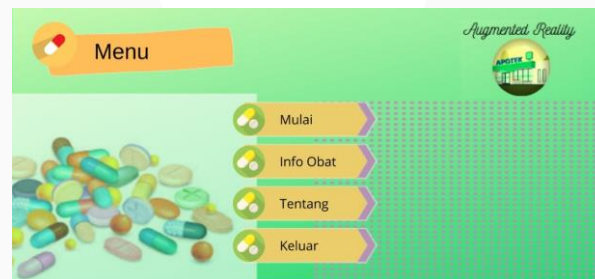 Menu
Augmented Reality
APOTEK
Mulai
Info Obat
Tentang
Keluar